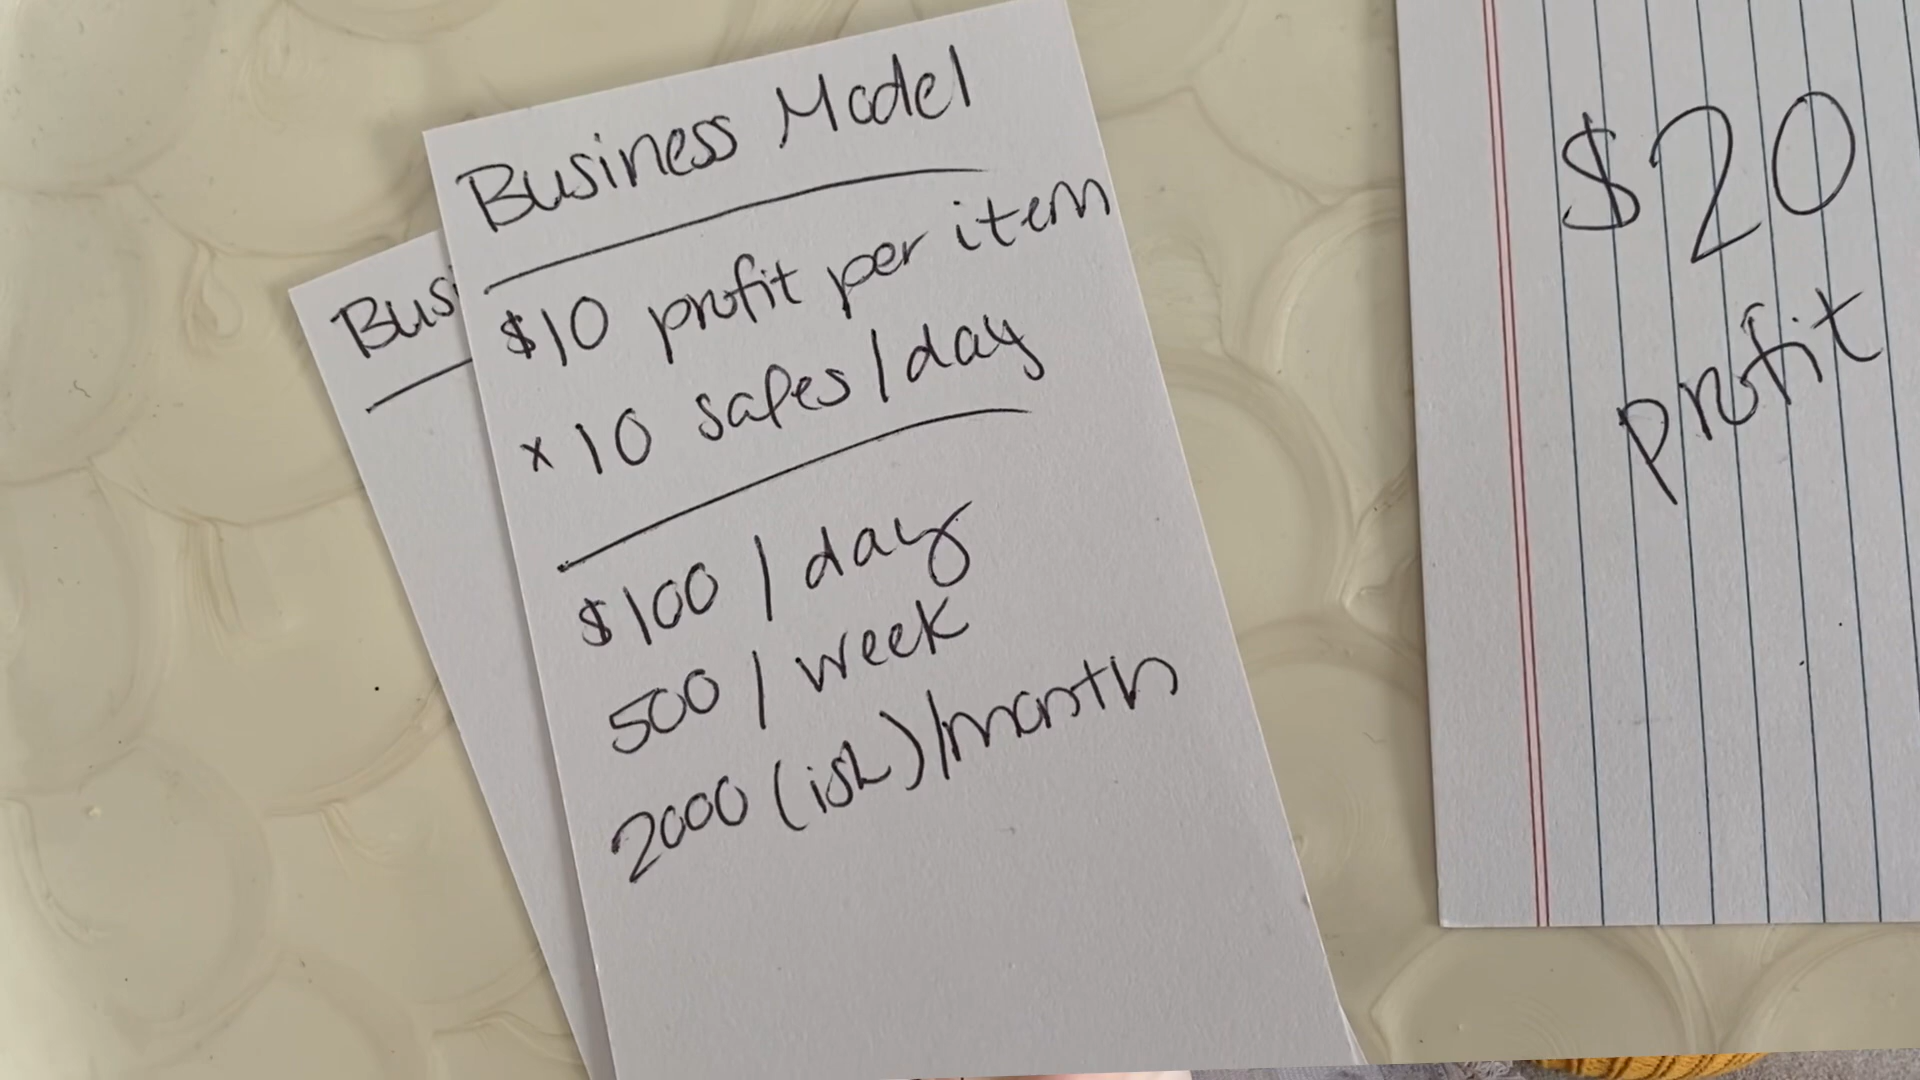 Business Model
$10 profit per item
x 10 sales/day
$100 / day
500 / week
2000 (ish)/month
Busi
$20
profit